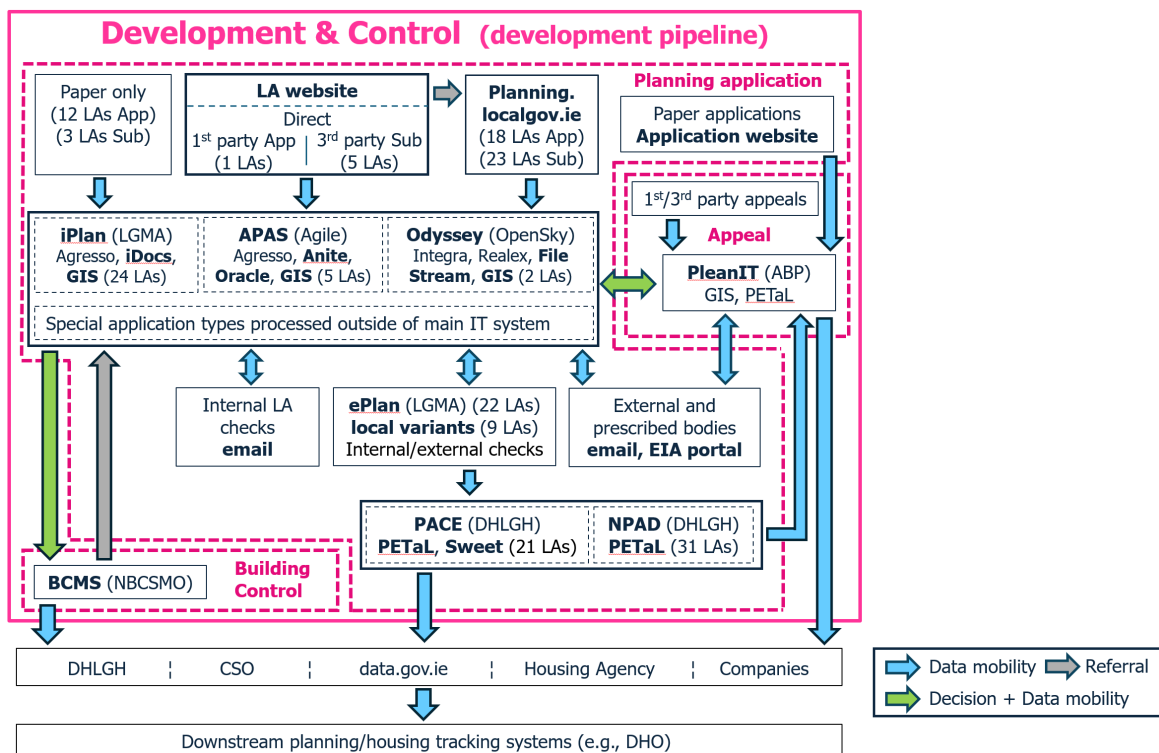 Development & Control (development pipeline)
Planning application
Paper only
(12 LAs App)
(3 LAs Sub)
LA website
Direct
1st party App
(1 LAs)
3rd party Sub
(5 LAs)
Planning.
localgov.ie
(18 LAs App)
(23 LAs Sub)
Paper applications
Application website
1st/3rd party appeals
Appeal
PleanIT (ABP)
GIS, PETaL
iPlan (LGMA)
Agresso, iDocs,
GIS (24 LAs)
APAS (Agile)
Agresso, Anite,
Oracle, GIS (5 LAs)
Odyssey (OpenSky)
Integra, Realex, File
Stream, GIS (2 LAs)
Special application types processed outside of main IT system
Internal LA
checks
email
ePlan (LGMA) (22 LAs)
local variants (9 LAs)
Internal/external checks
External and
prescribed bodies
email, EIA portal
PACE (DHLGH)
PETaL, Sweet (21 LAs)
NPAD (DHLGH)
PETaL (31 LAs)
BCMS (NBCSMO)
Building
Control
DHLGH
CSO
data.gov.ie
Housing Agency
Companies
Downstream planning/housing tracking systems (e.g., DHO)
Data mobility
Referral
Decision + Data mobility